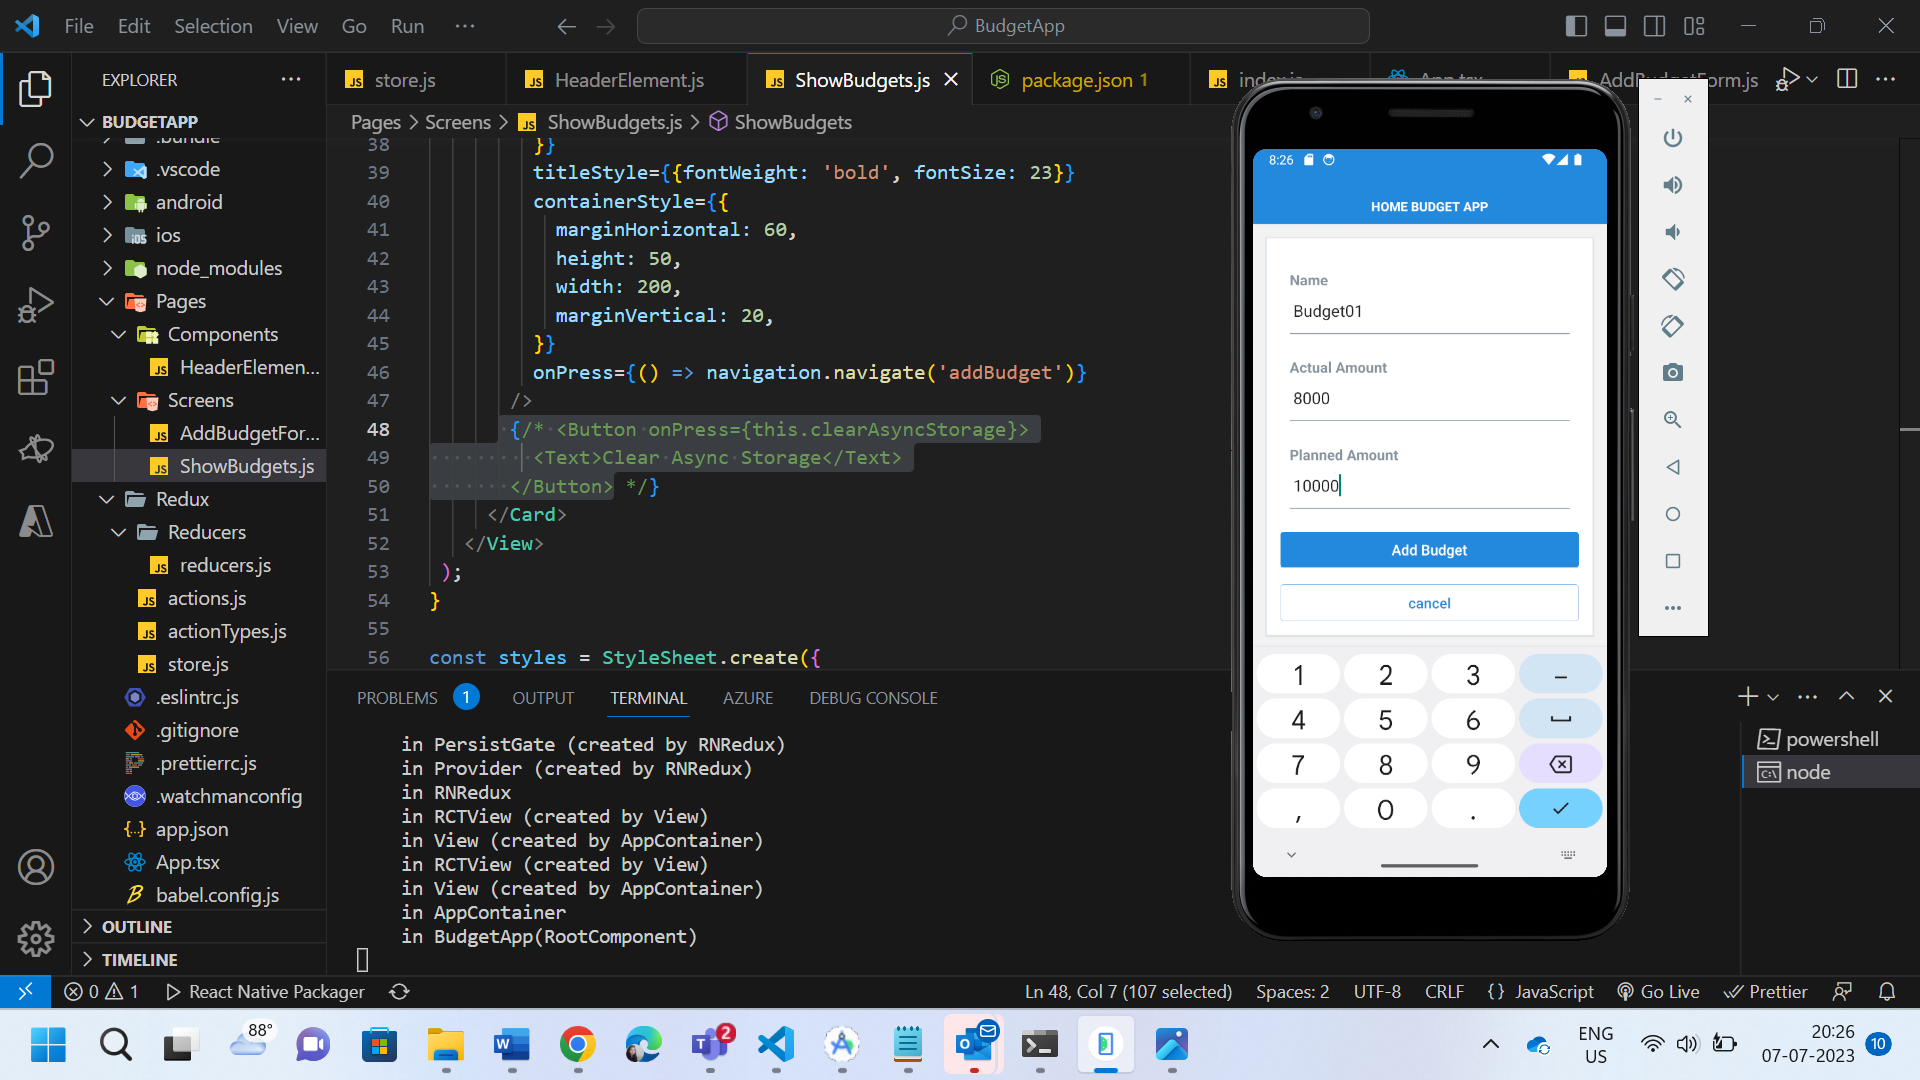 File Edit Selection View Go Run ··· BudgetApp
EXPLORER ···
BUDGETAPP
.bundle
.vscode
android
ios
node_modules
Pages
Components
HeaderElemen...
Screens
AddBudgetFor...
ShowBudgets.js
Redux
Reducers
reducers.js
actions.js
actionTypes.js
store.js
.eslintrc.js
.gitignore
.prettierrc.js
.watchmanconfig
app.json
App.tsx
babel.config.js
OUTLINE
TIMELINE
store.js HeaderElement.js ShowBudgets.js package.json 1 index.js App.tsx AddBudgetForm.js
Pages > Screens > ShowBudgets.js > ShowBudgets
38 }}
39 titleStyle={{fontWeight: 'bold', fontSize: 23}}
40 containerStyle={{
41 marginHorizontal: 60,
42 height: 50,
43 width: 200,
44 marginVertical: 20,
45 }}
46 onPress={() => navigation.navigate('addBudget')}
47 />
48 {/* <Button onPress={this.clearAsyncStorage}>
49 <Text>Clear Async Storage</Text>
50 </Button> */}
51 </Card>
52 </View>
53 );
54 }
55
56 const styles = StyleSheet.create({
PROBLEMS 1 OUTPUT TERMINAL AZURE DEBUG CONSOLE
in PersistGate (created by RNRedux)
in Provider (created by RNRedux)
in RNRedux
in RCTView (created by View)
in View (created by AppContainer)
in RCTView (created by View)
in View (created by AppContainer)
in AppContainer
in BudgetApp(RootComponent)
powershell
node
8:26
HOME BUDGET APP
Name
Budget01
Actual Amount
8000
Planned Amount
10000
Add Budget
cancel
1 2 3 –
4 5 6
7 8 9
, 0 .
0 1 React Native Packager Ln 48, Col 7 (107 selected) Spaces: 2 UTF-8 CRLF {} JavaScript Go Live Prettier
88° 2 ENG
US
20:26
07-07-2023 10